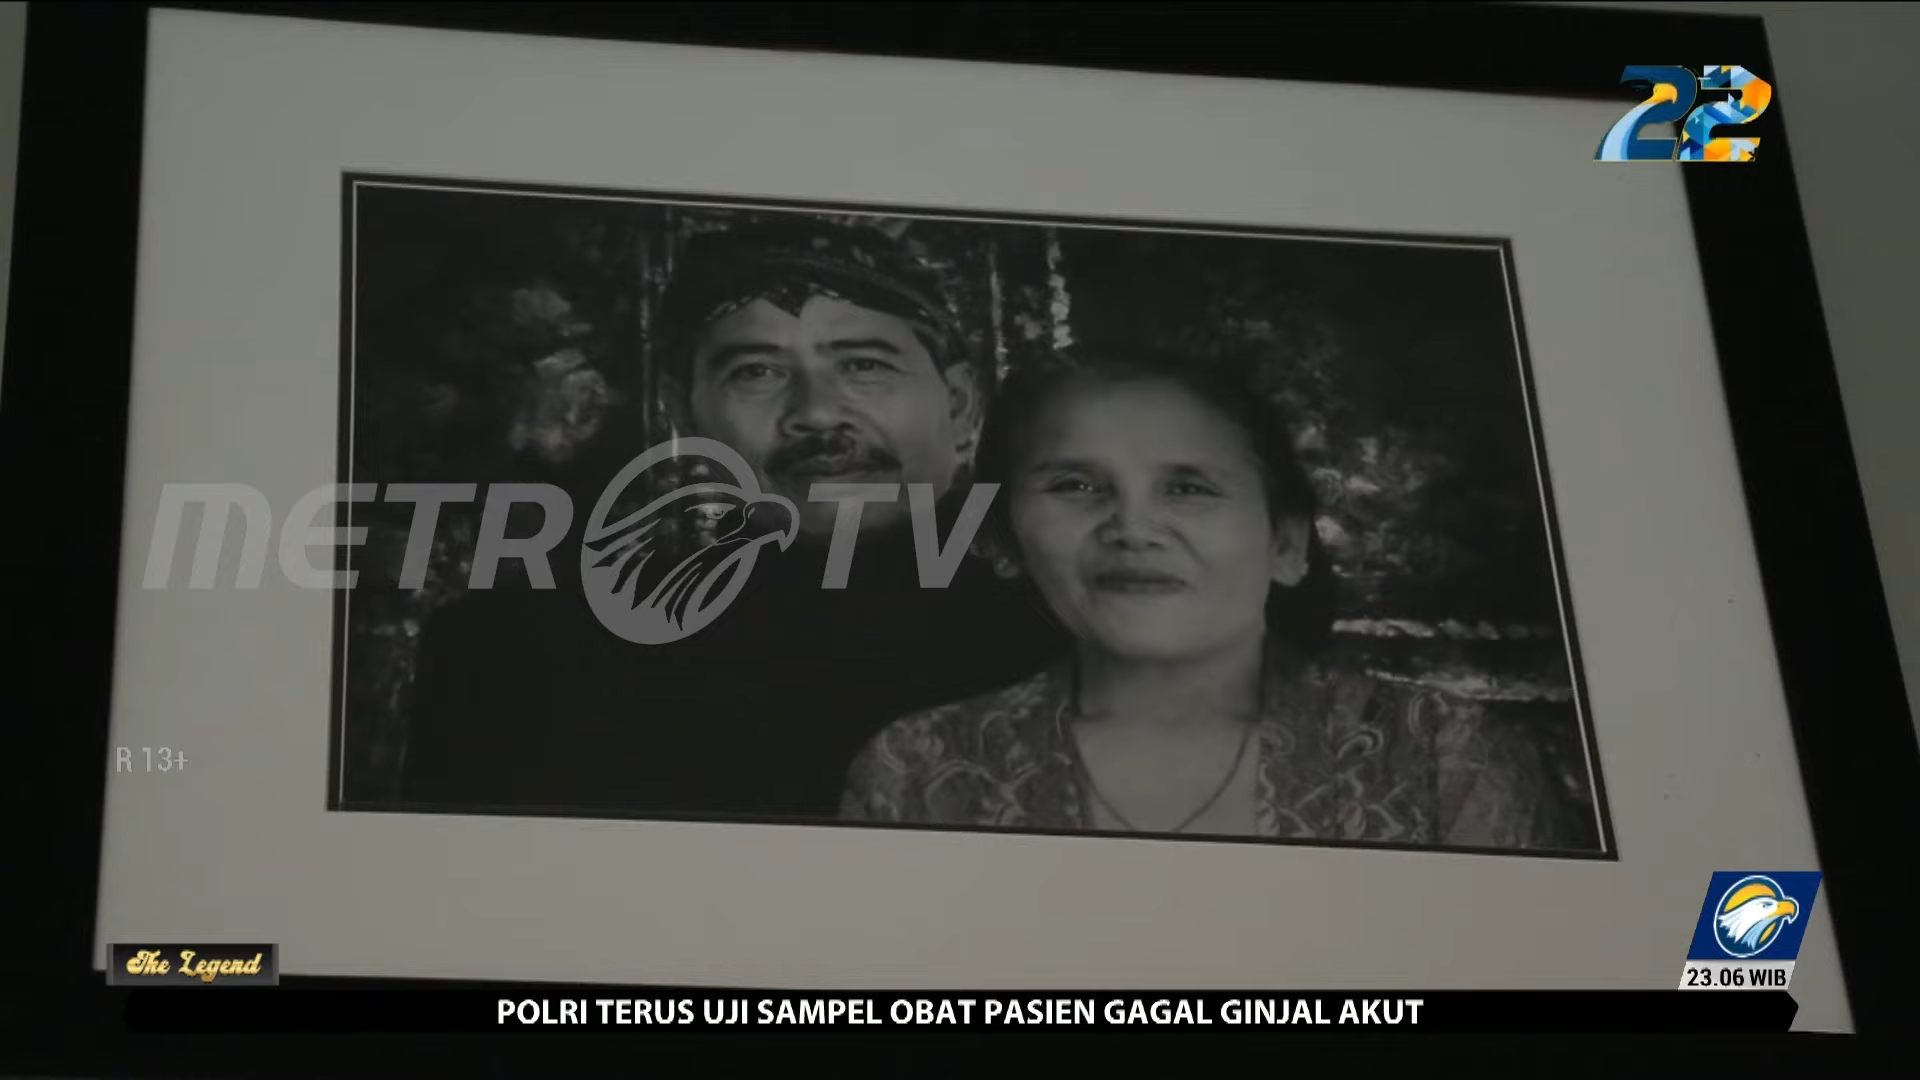 22
METRO TV
R 13+
The Legend
23.06 WIB
POLRI TERUS UJI SAMPEL OBAT PASIEN GAGAL GINJAL AKUT